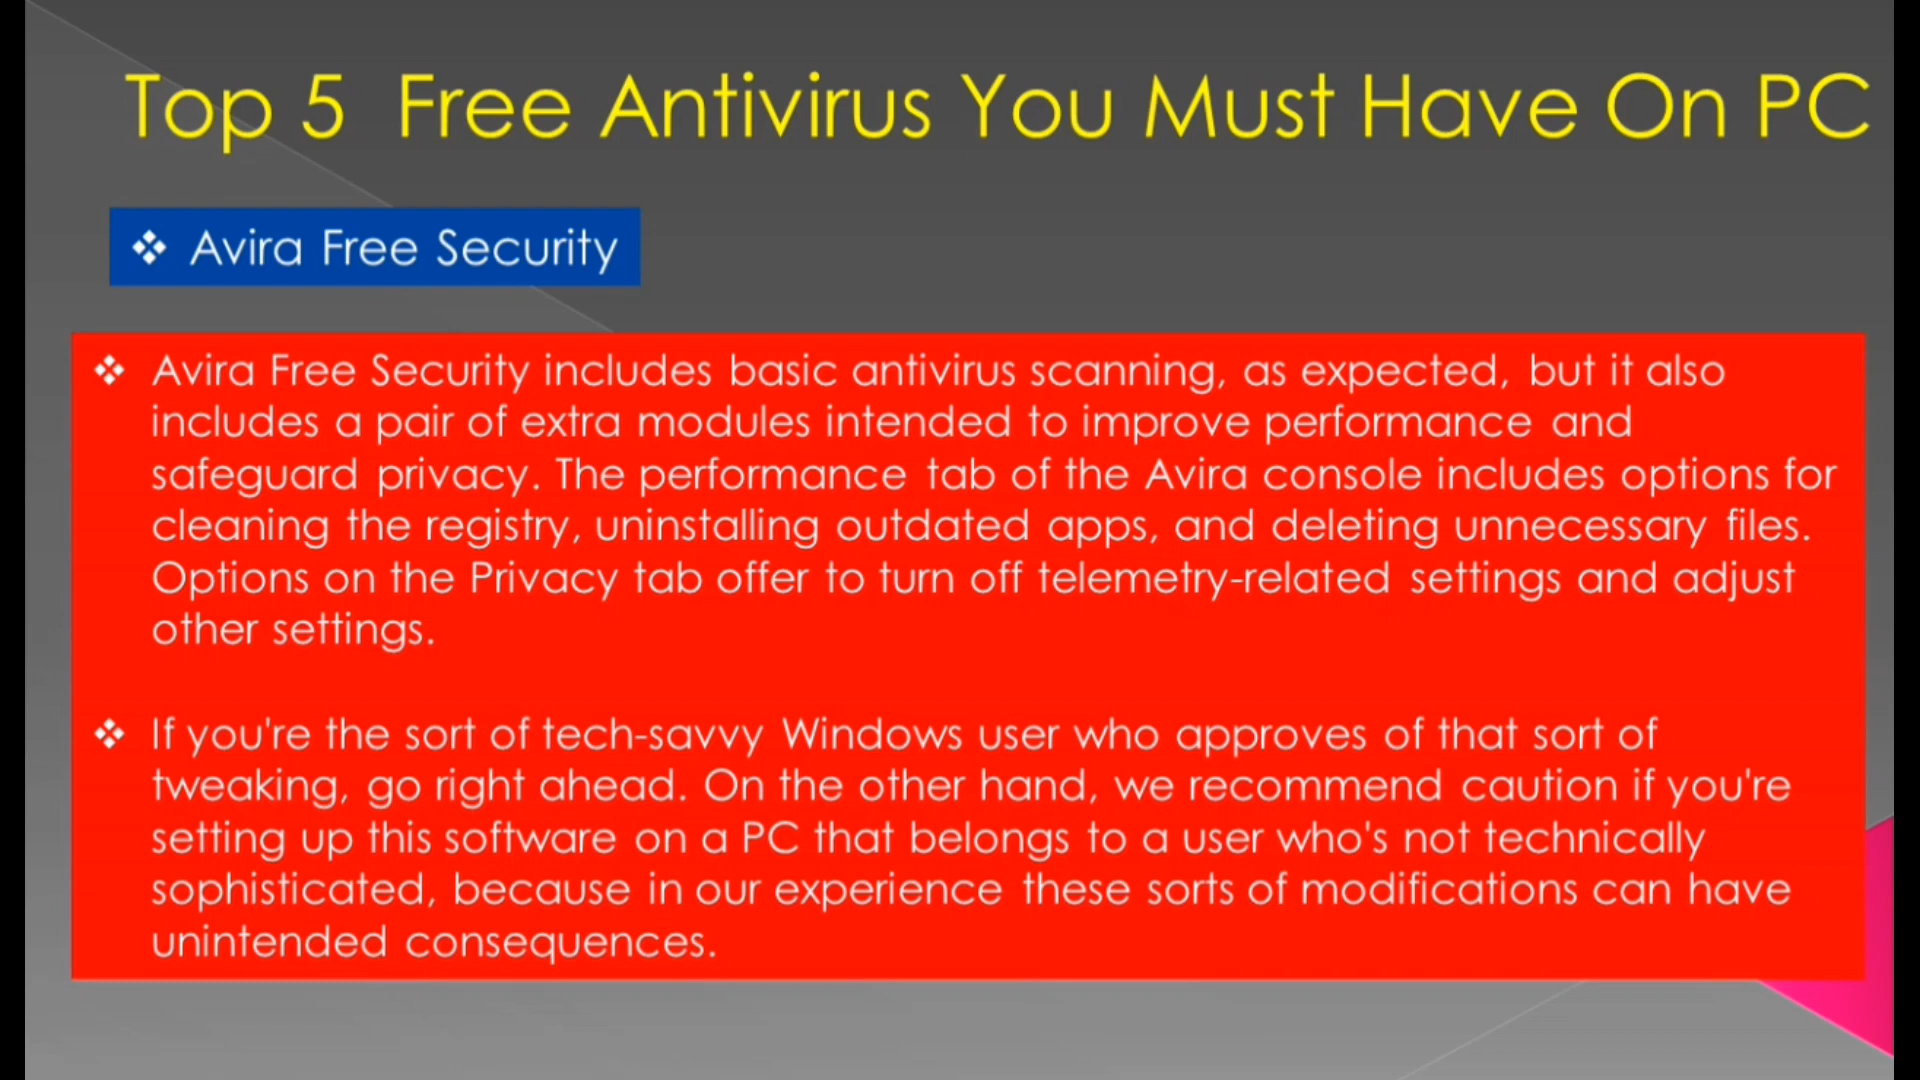 Top 5 Free Antivirus You Must Have On PC
❖ Avira Free Security
❖ Avira Free Security includes basic antivirus scanning, as expected, but it also
includes a pair of extra modules intended to improve performance and
safeguard privacy. The performance tab of the Avira console includes options for
cleaning the registry, uninstalling outdated apps, and deleting unnecessary files.
Options on the Privacy tab offer to turn off telemetry-related settings and adjust
other settings.
❖ If you're the sort of tech-savvy Windows user who approves of that sort of
tweaking, go right ahead. On the other hand, we recommend caution if you're
setting up this software on a PC that belongs to a user who's not technically
sophisticated, because in our experience these sorts of modifications can have
unintended consequences.